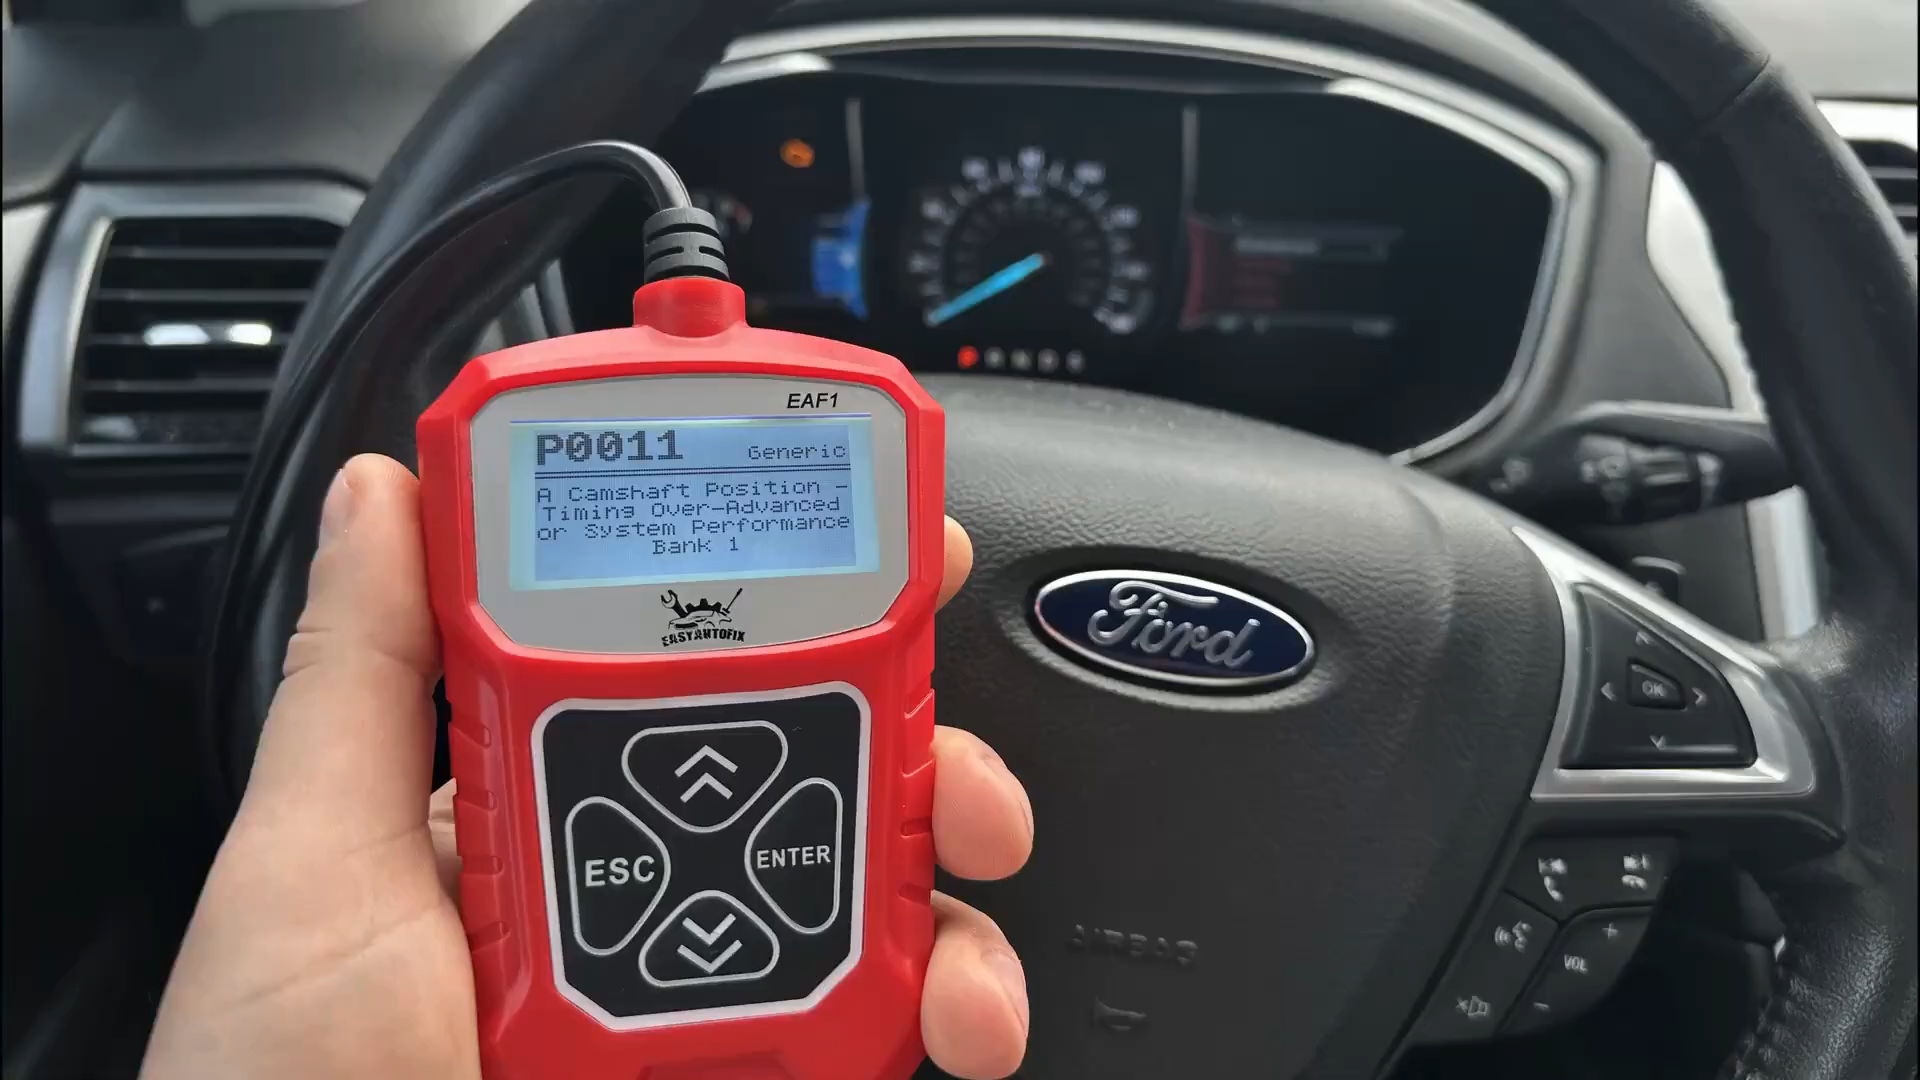 EAF1
P0011 Generic
A Camshaft Position -
Timing Over-Advanced
or System Performance
Bank 1
EASYAUTOFIX
ESC
ENTER
Ford
OK
AIRBAG
VOL
+
-